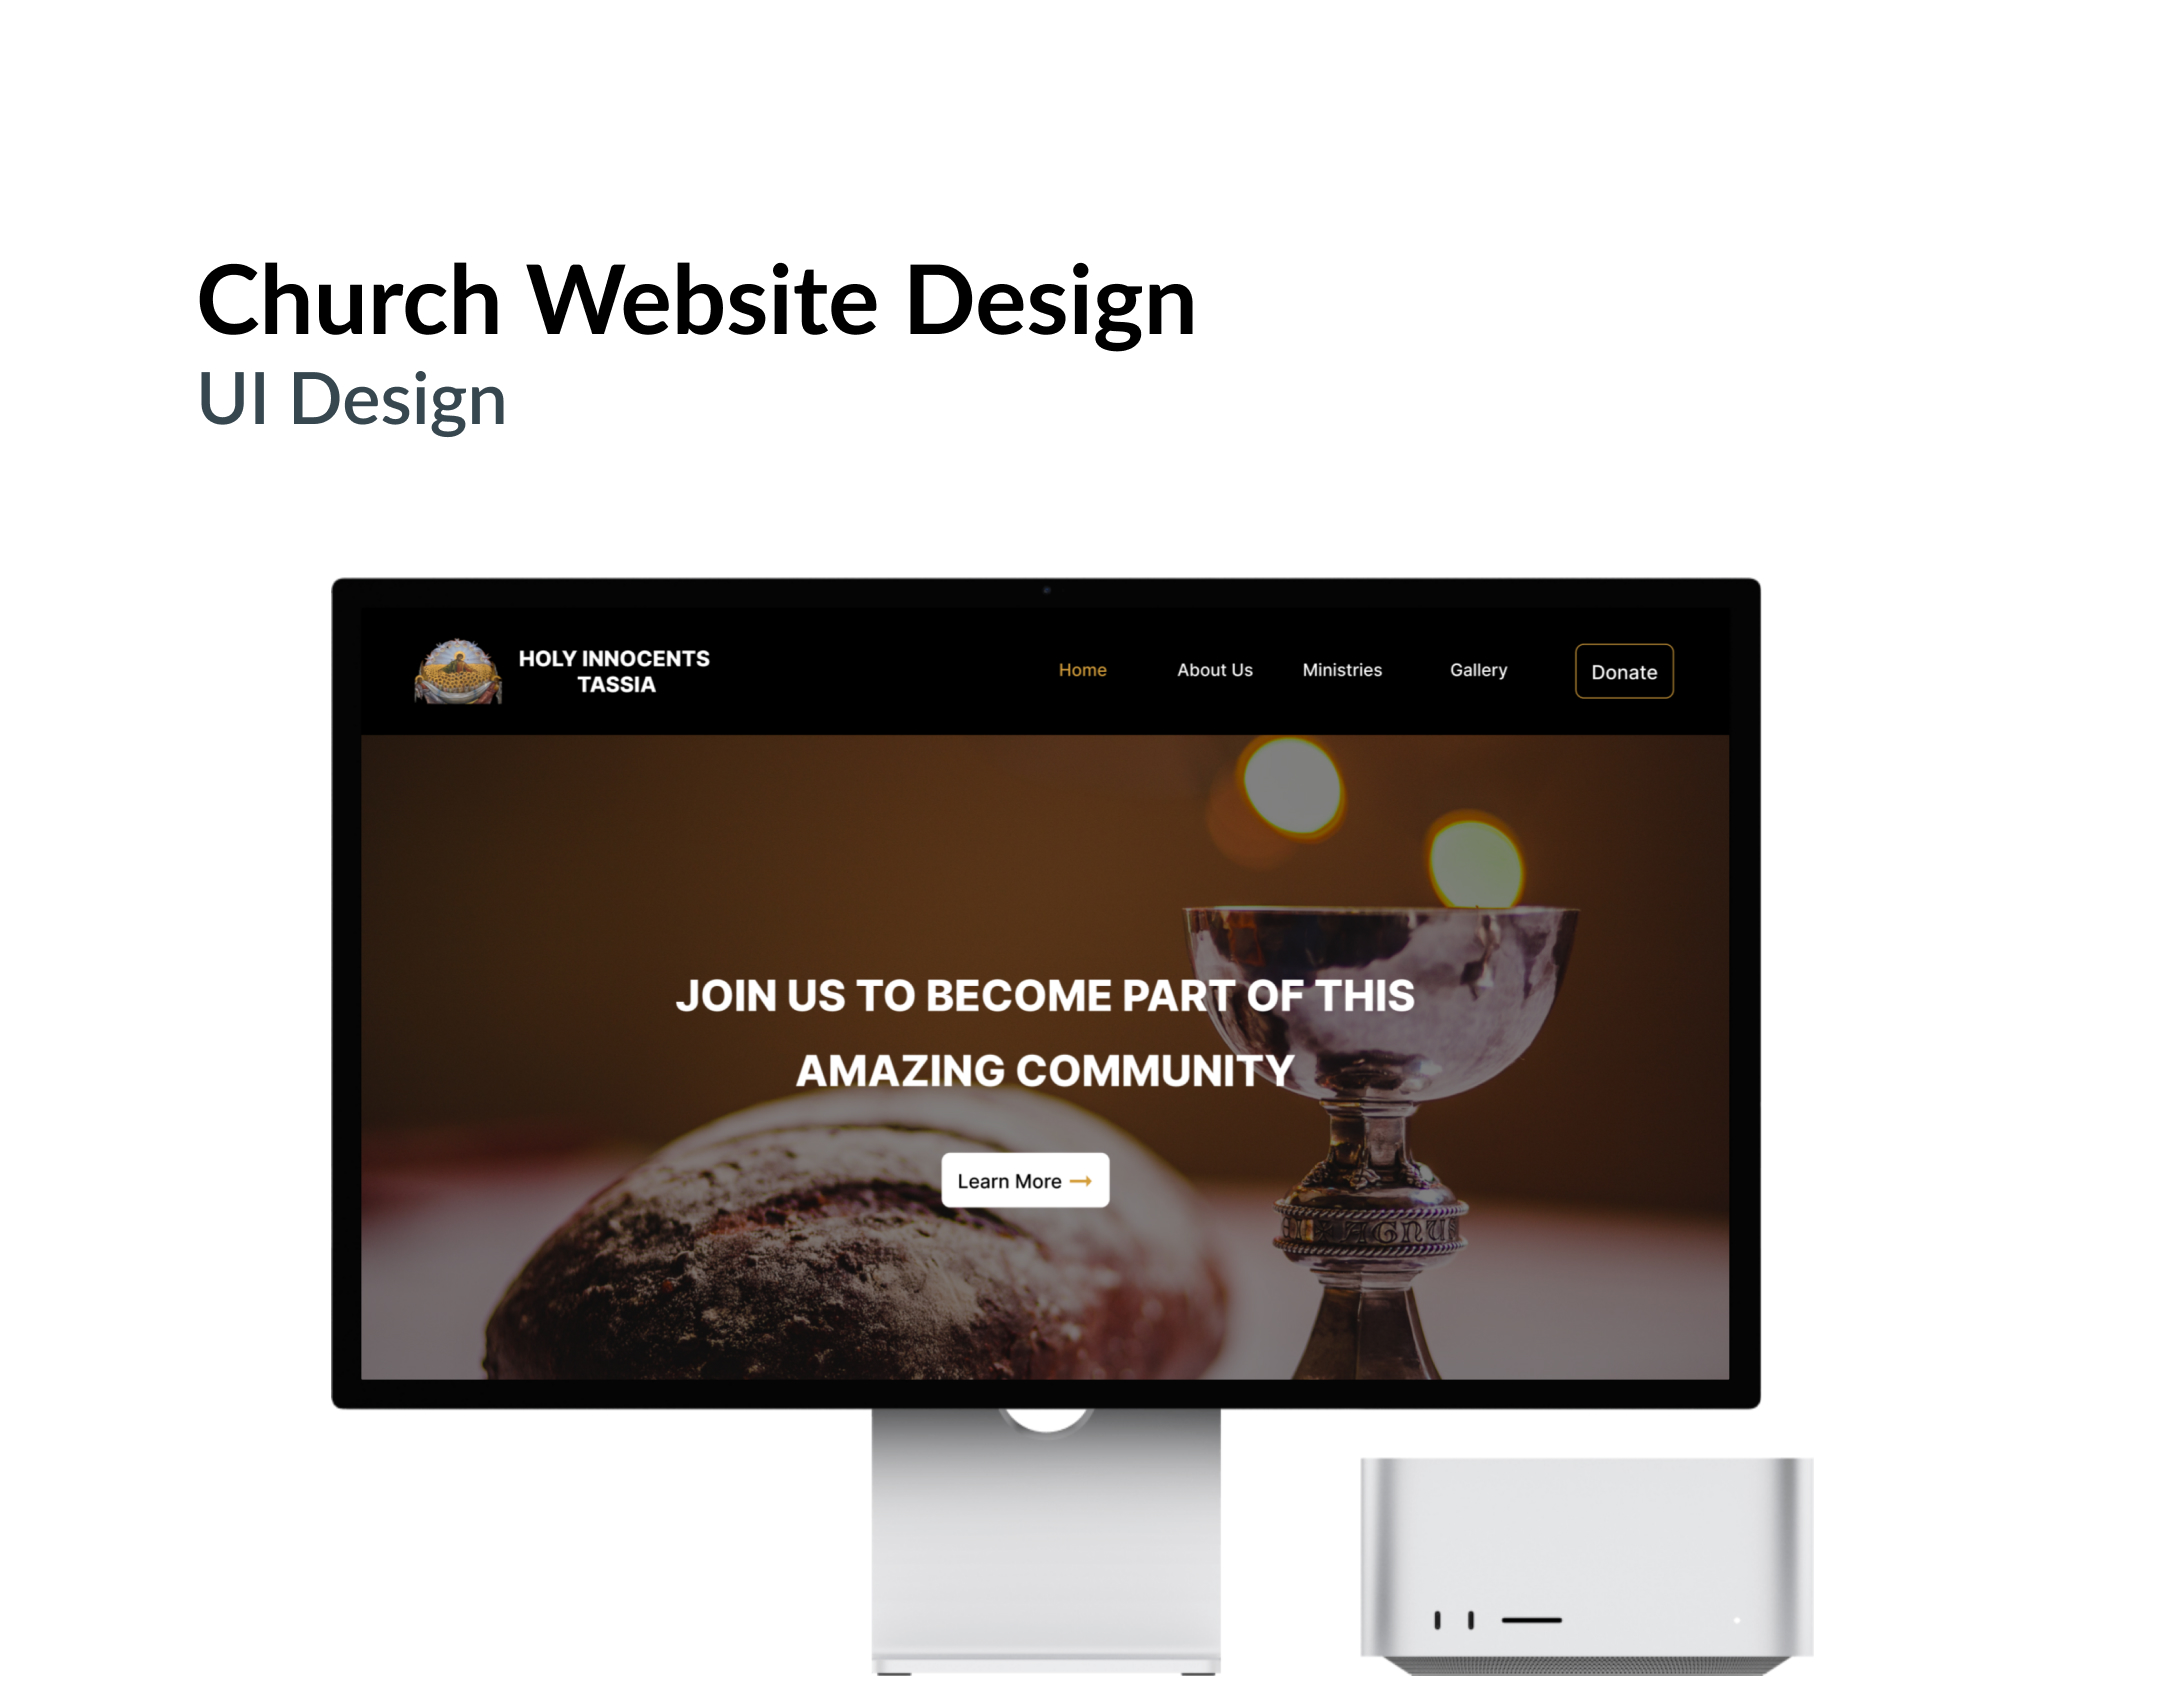 Church Website Design
UI Design
HOLY INNOCENTS
TASSIA
Home About Us Ministries Gallery Donate
JOIN US TO BECOME PART OF THIS
AMAZING COMMUNITY
Learn More →
AGNU